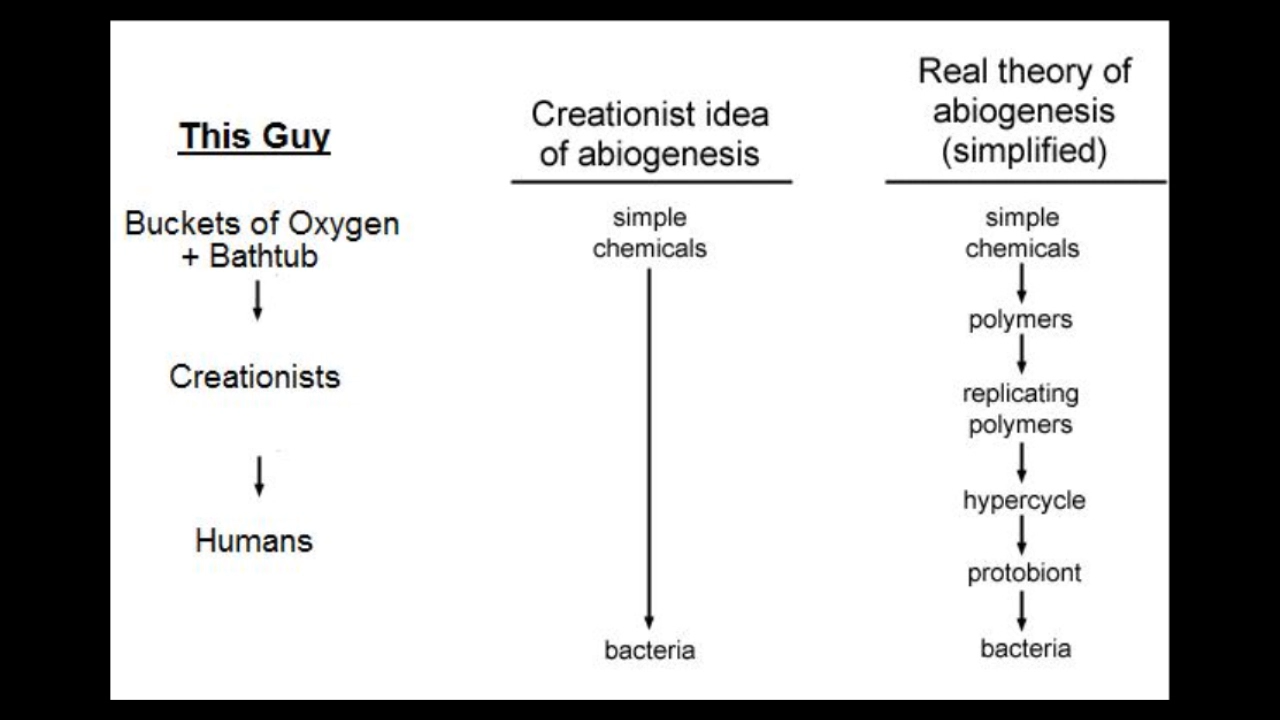 This Guy
Buckets of Oxygen
+ Bathtub
Creationists
Humans
Creationist idea
of abiogenesis
simple
chemicals
bacteria
Real theory of
abiogenesis
(simplified)
simple
chemicals
polymers
replicating
polymers
hypercycle
protobiont
bacteria